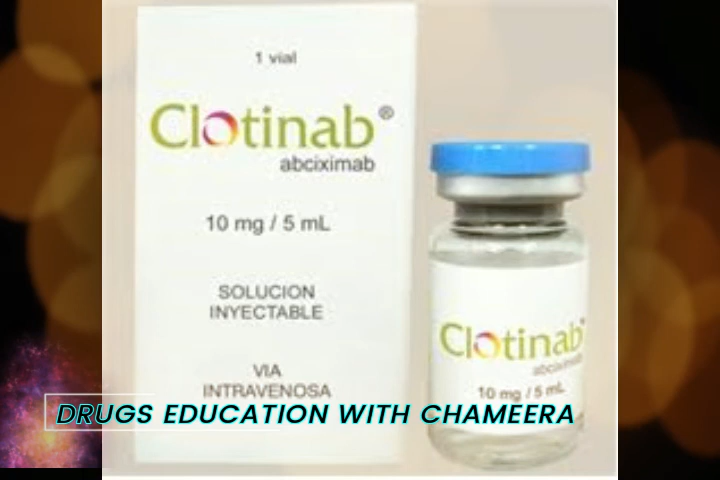 1 vial
Clotinab®
abciximab
10 mg / 5 mL
SOLUCION
INYECTABLE
VIA
INTRAVENOSA
Clotinab
abciximab
10 mg / 5 mL
DRUGS EDUCATION WITH CHAMEERA